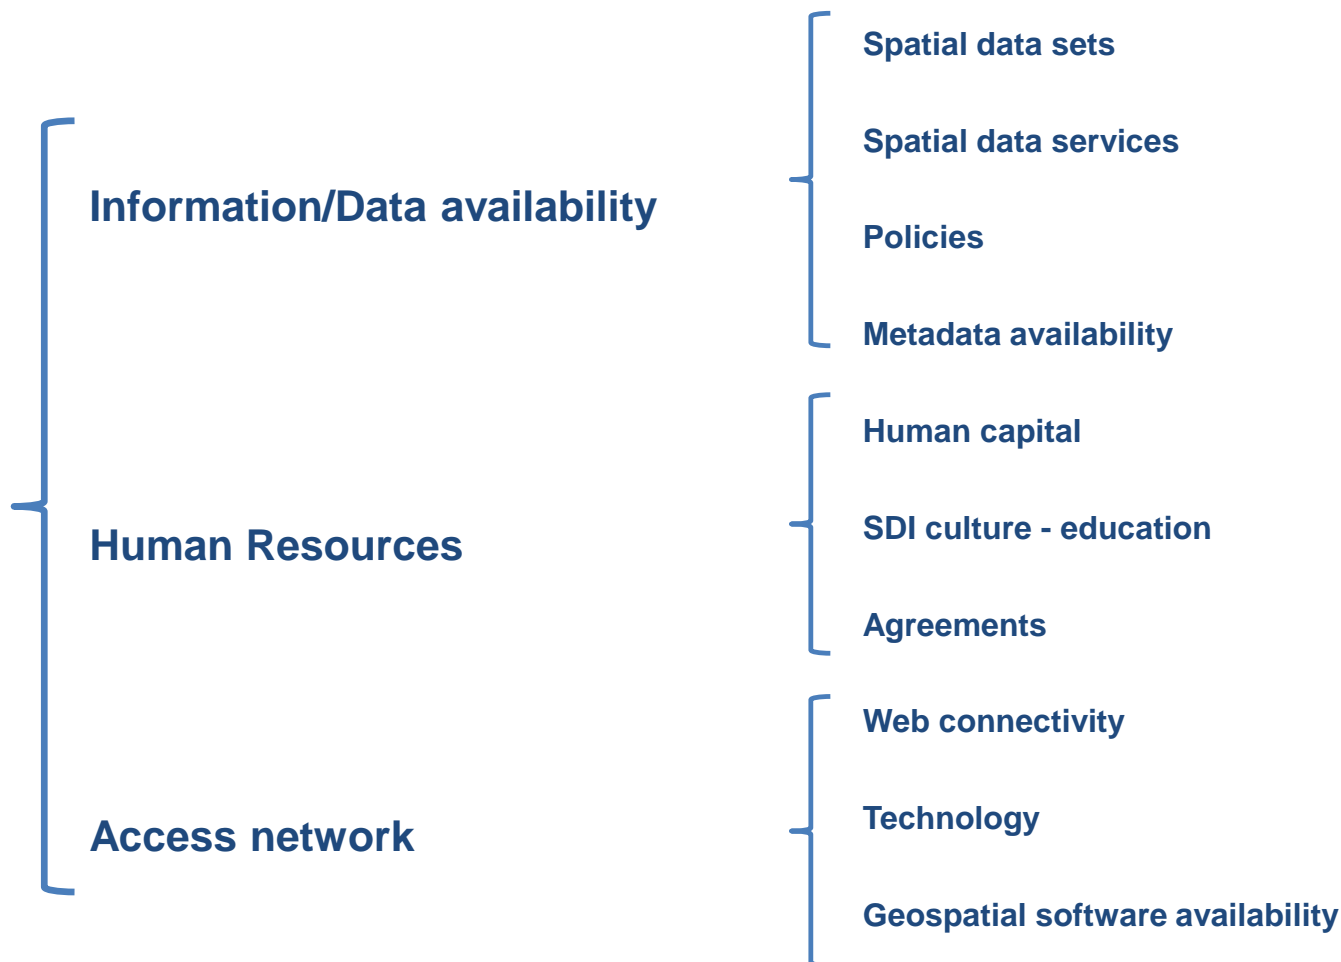 Information/Data availability
Spatial data sets
Spatial data services
Policies
Metadata availability
Human Resources
Human capital
SDI culture - education
Agreements
Access network
Web connectivity
Technology
Geospatial software availability